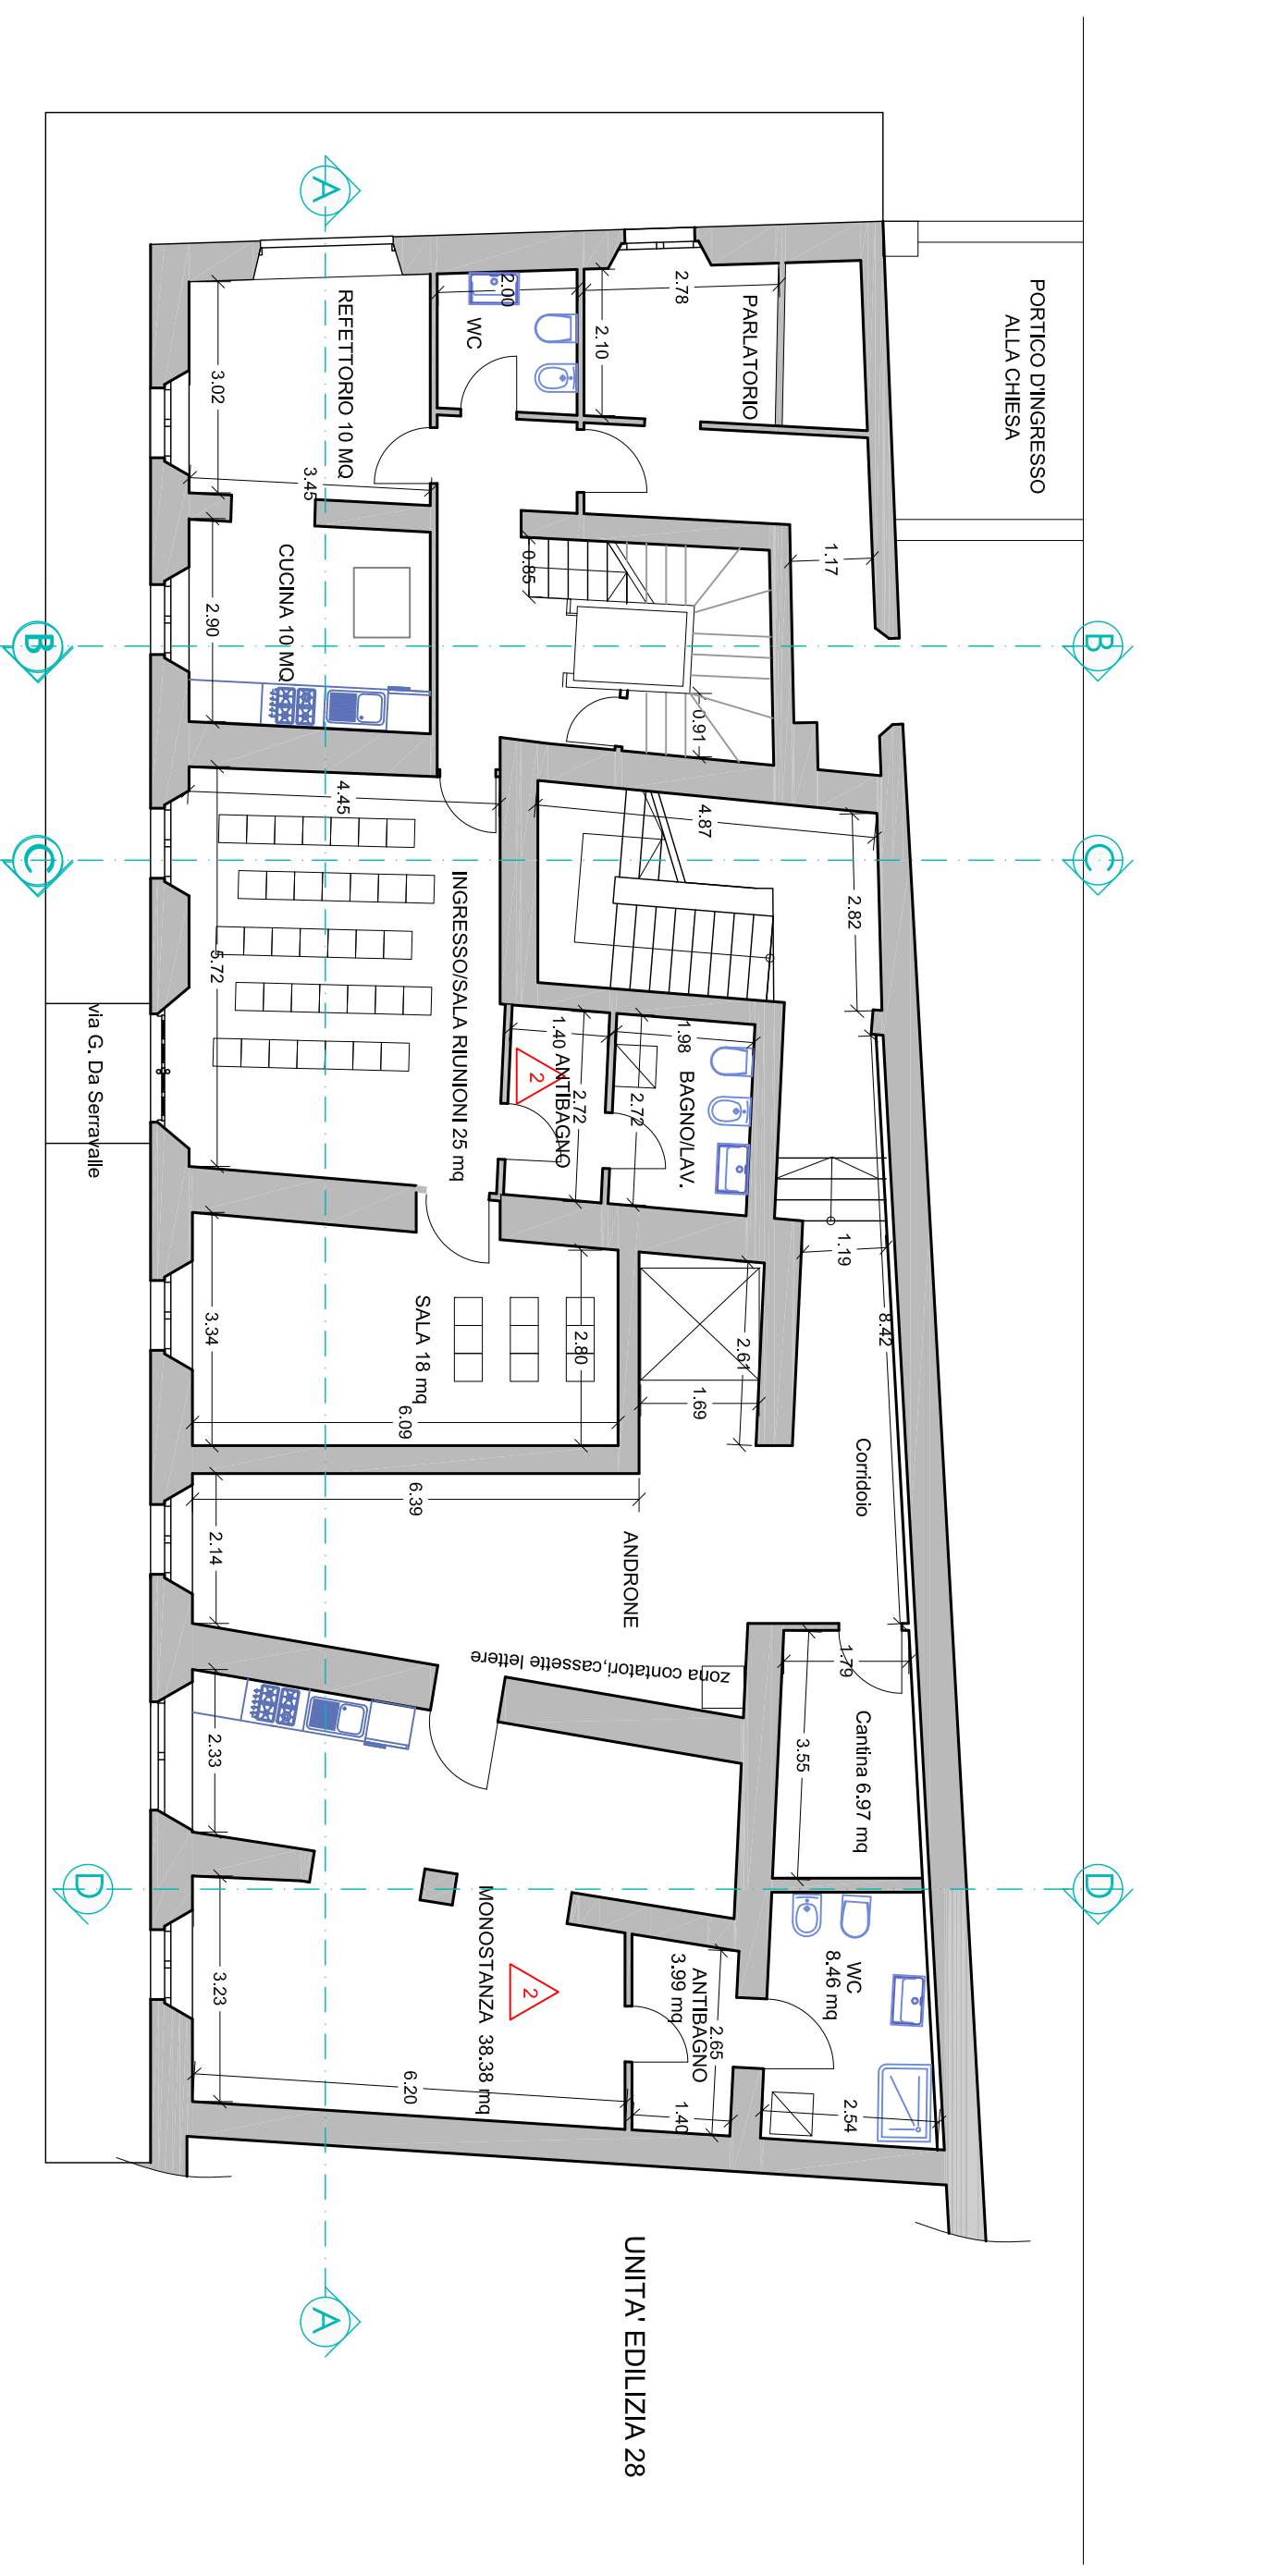 PORTICO D'INGRESSO
ALLA CHIESA
A
REFETTORIO 10 MQ
3.02
3.45
WC
2.00
PARLATORIO
2.78
2.10
1.17
0.85
0.91
CUCINA 10 MQ
2.90
B
B
C
C
4.45
5.72
INGRESSO/SALA RIUNIONI 25 mq
4.87
2.82
1.40
ANTIBAGNO
2
2.72
1.98
BAGNO/LAV.
2.72
via G. Da Serravalle
1.19
8.42
SALA 18 mq
3.34
2.80
6.09
2.61
1.69
Corridoio
6.39
2.14
ANDRONE
zona contatori,cassette lettere
1.79
Cantina 6.97 mq
3.55
2.33
D
D
MONOSTANZA 38.38 mq
2
3.23
6.20
ANTIBAGNO
3.99 mq
2.65
1.40
WC
8.46 mq
2.54
A
UNITA' EDILIZIA 28